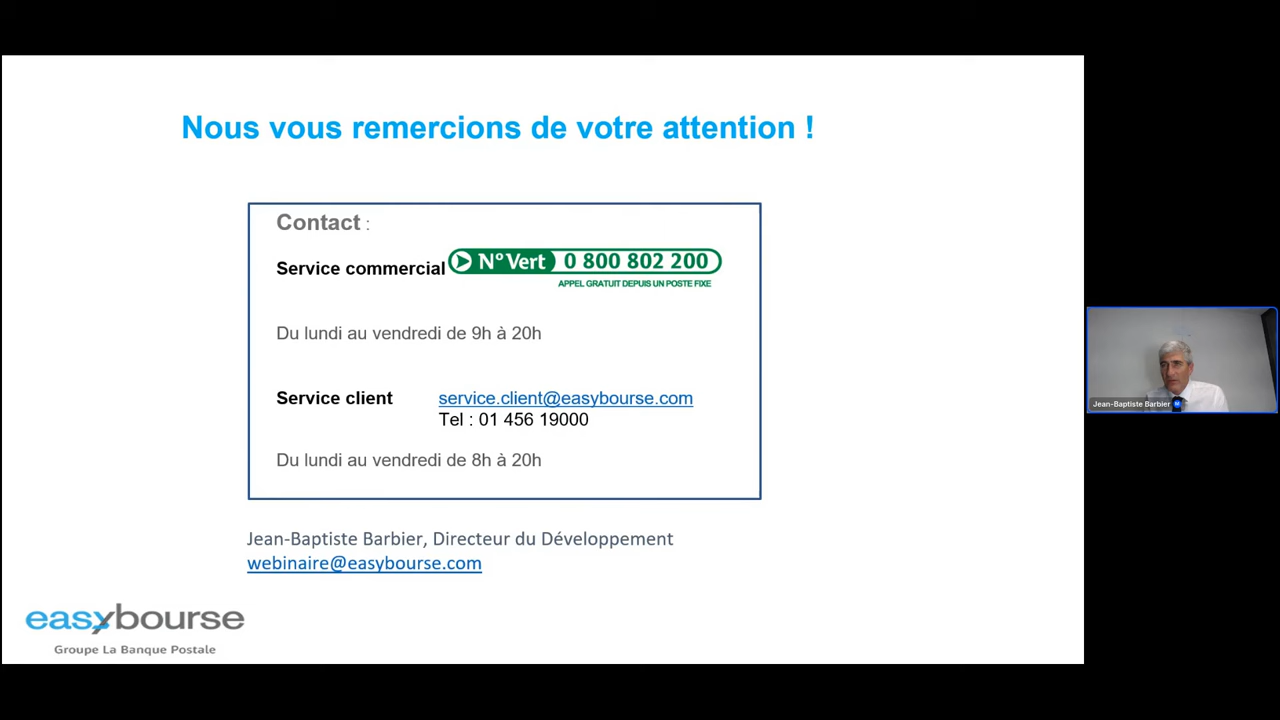 Nous vous remercions de votre attention !
Contact :
Service commercial N° Vert 0 800 802 200
APPEL GRATUIT DEPUIS UN POSTE FIXE
Du lundi au vendredi de 9h à 20h
Service client service.client@easybourse.com
Tel : 01 456 19000
Du lundi au vendredi de 8h à 20h
Jean-Baptiste Barbier, Directeur du Développement
webinaire@easybourse.com
easybourse
Groupe La Banque Postale
Jean-Baptiste Barbier